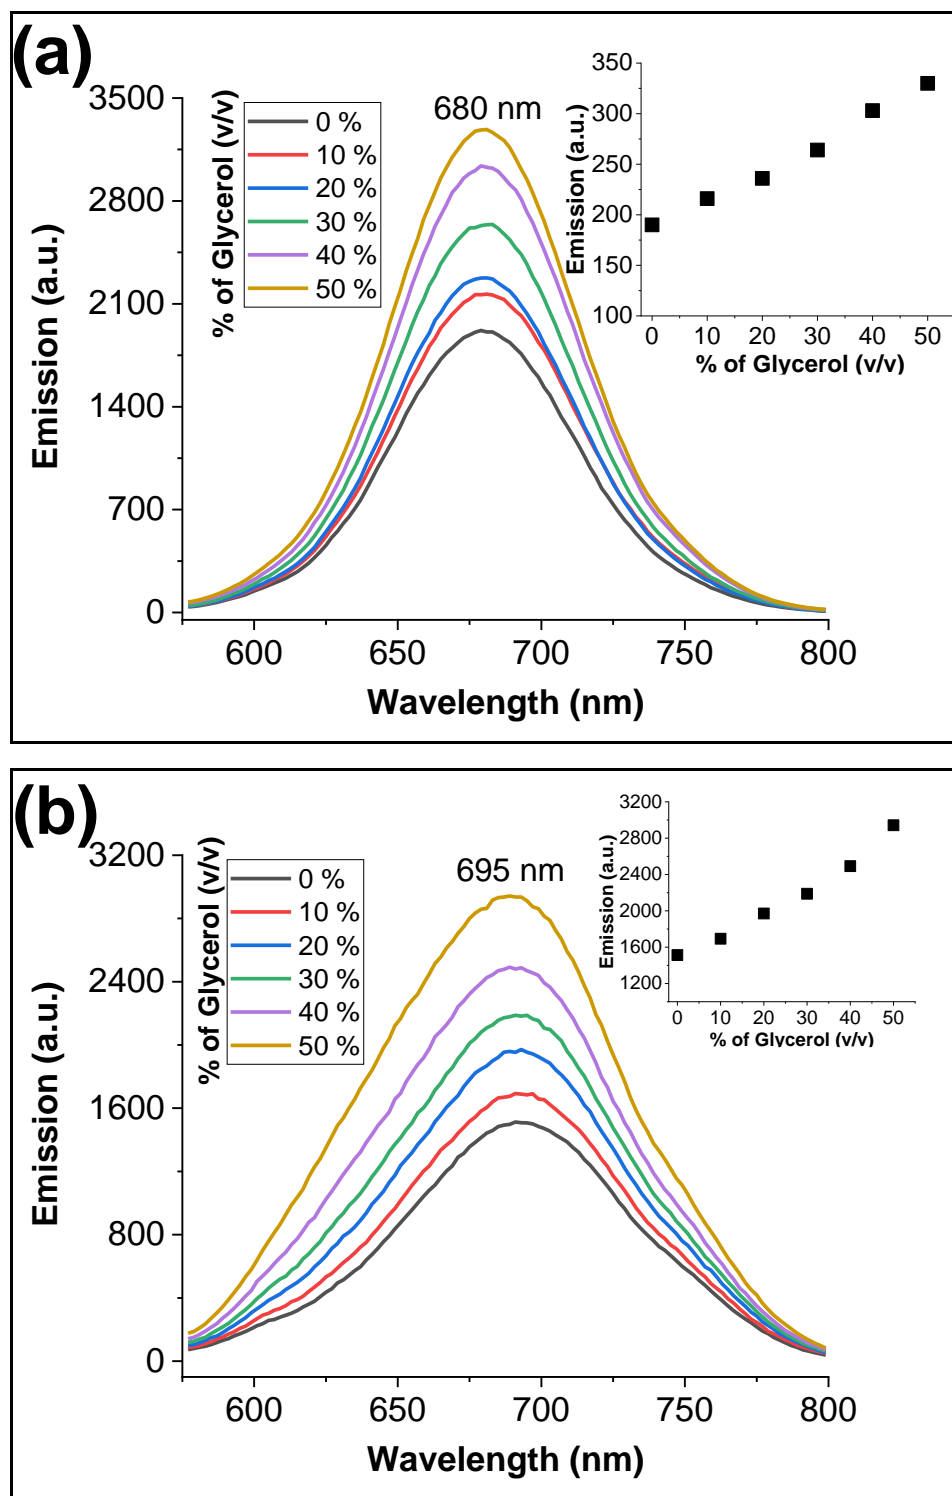 (a)
% of Glycerol (v/v)
0 %
10 %
20 %
30 %
40 %
50 %
680 nm
Emission (a.u.)
3500
2800
2100
1400
700
0
600 650 700 750 800
Wavelength (nm)
Emission (a.u.)
350
300
250
200
150
100
0 10 20 30 40 50
% of Glycerol (v/v)
(b)
% of Glycerol (v/v)
0 %
10 %
20 %
30 %
40 %
50 %
695 nm
Emission (a.u.)
3200
2400
1600
800
0
600 650 700 750 800
Wavelength (nm)
Emission (a.u.)
3200
2800
2400
2000
1600
1200
0 10 20 30 40 50
% of Glycerol (v/v)